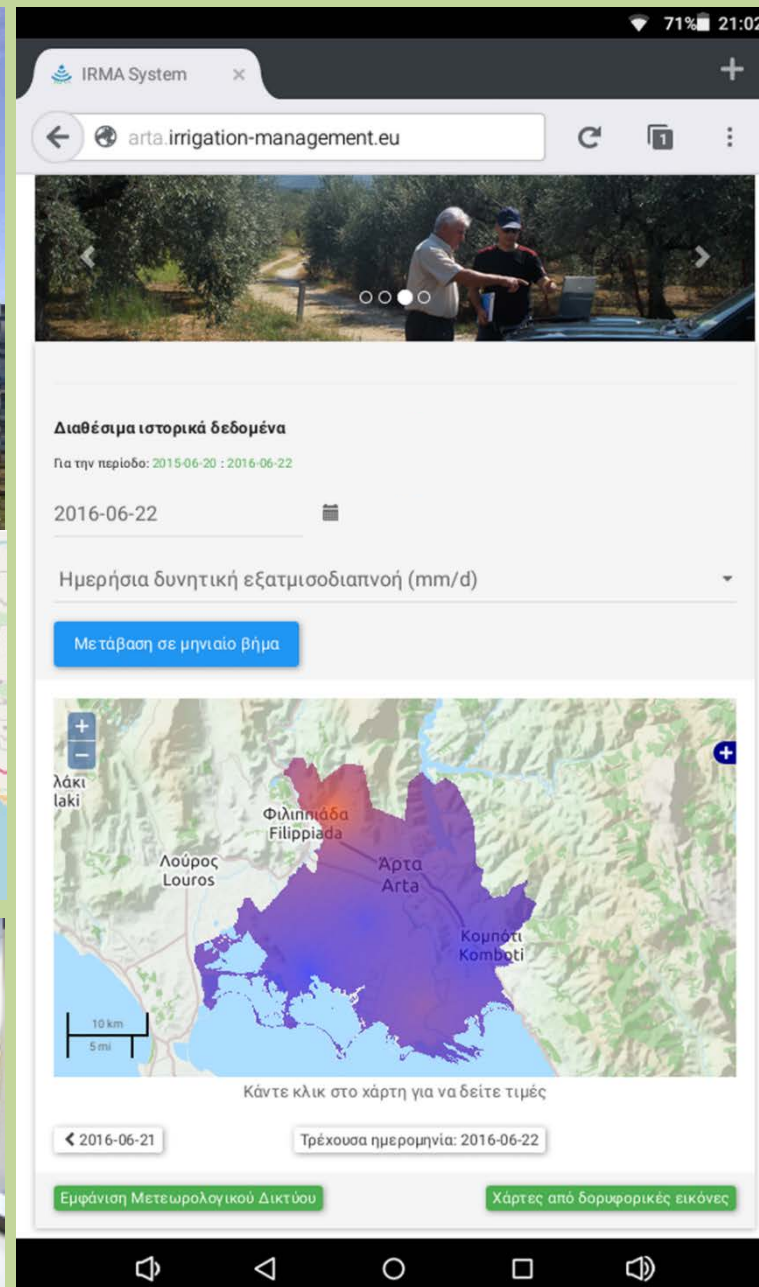 71% 21:02
IRMA System
arta.irrigation-management.eu
1
Διαθέσιμα ιστορικά δεδομένα
Για την περίοδο: 2015-06-20 : 2016-06-22
2016-06-22
Ημερήσια δυνητική εξατμισοδιαπνοή (mm/d)
Μετάβαση σε μηνιαίο βήμα
λάκι
laki
Φιλιππιάδα
Filippiada
Λούρος
Louros
Άρτα
Arta
Κομπότι
Komboti
10 km
5 mi
Κάντε κλικ στο χάρτη για να δείτε τιμές
2016-06-21
Τρέχουσα ημερομηνία: 2016-06-22
Εμφάνιση Μετεωρολογικού Δικτύου
Χάρτες από δορυφορικές εικόνες